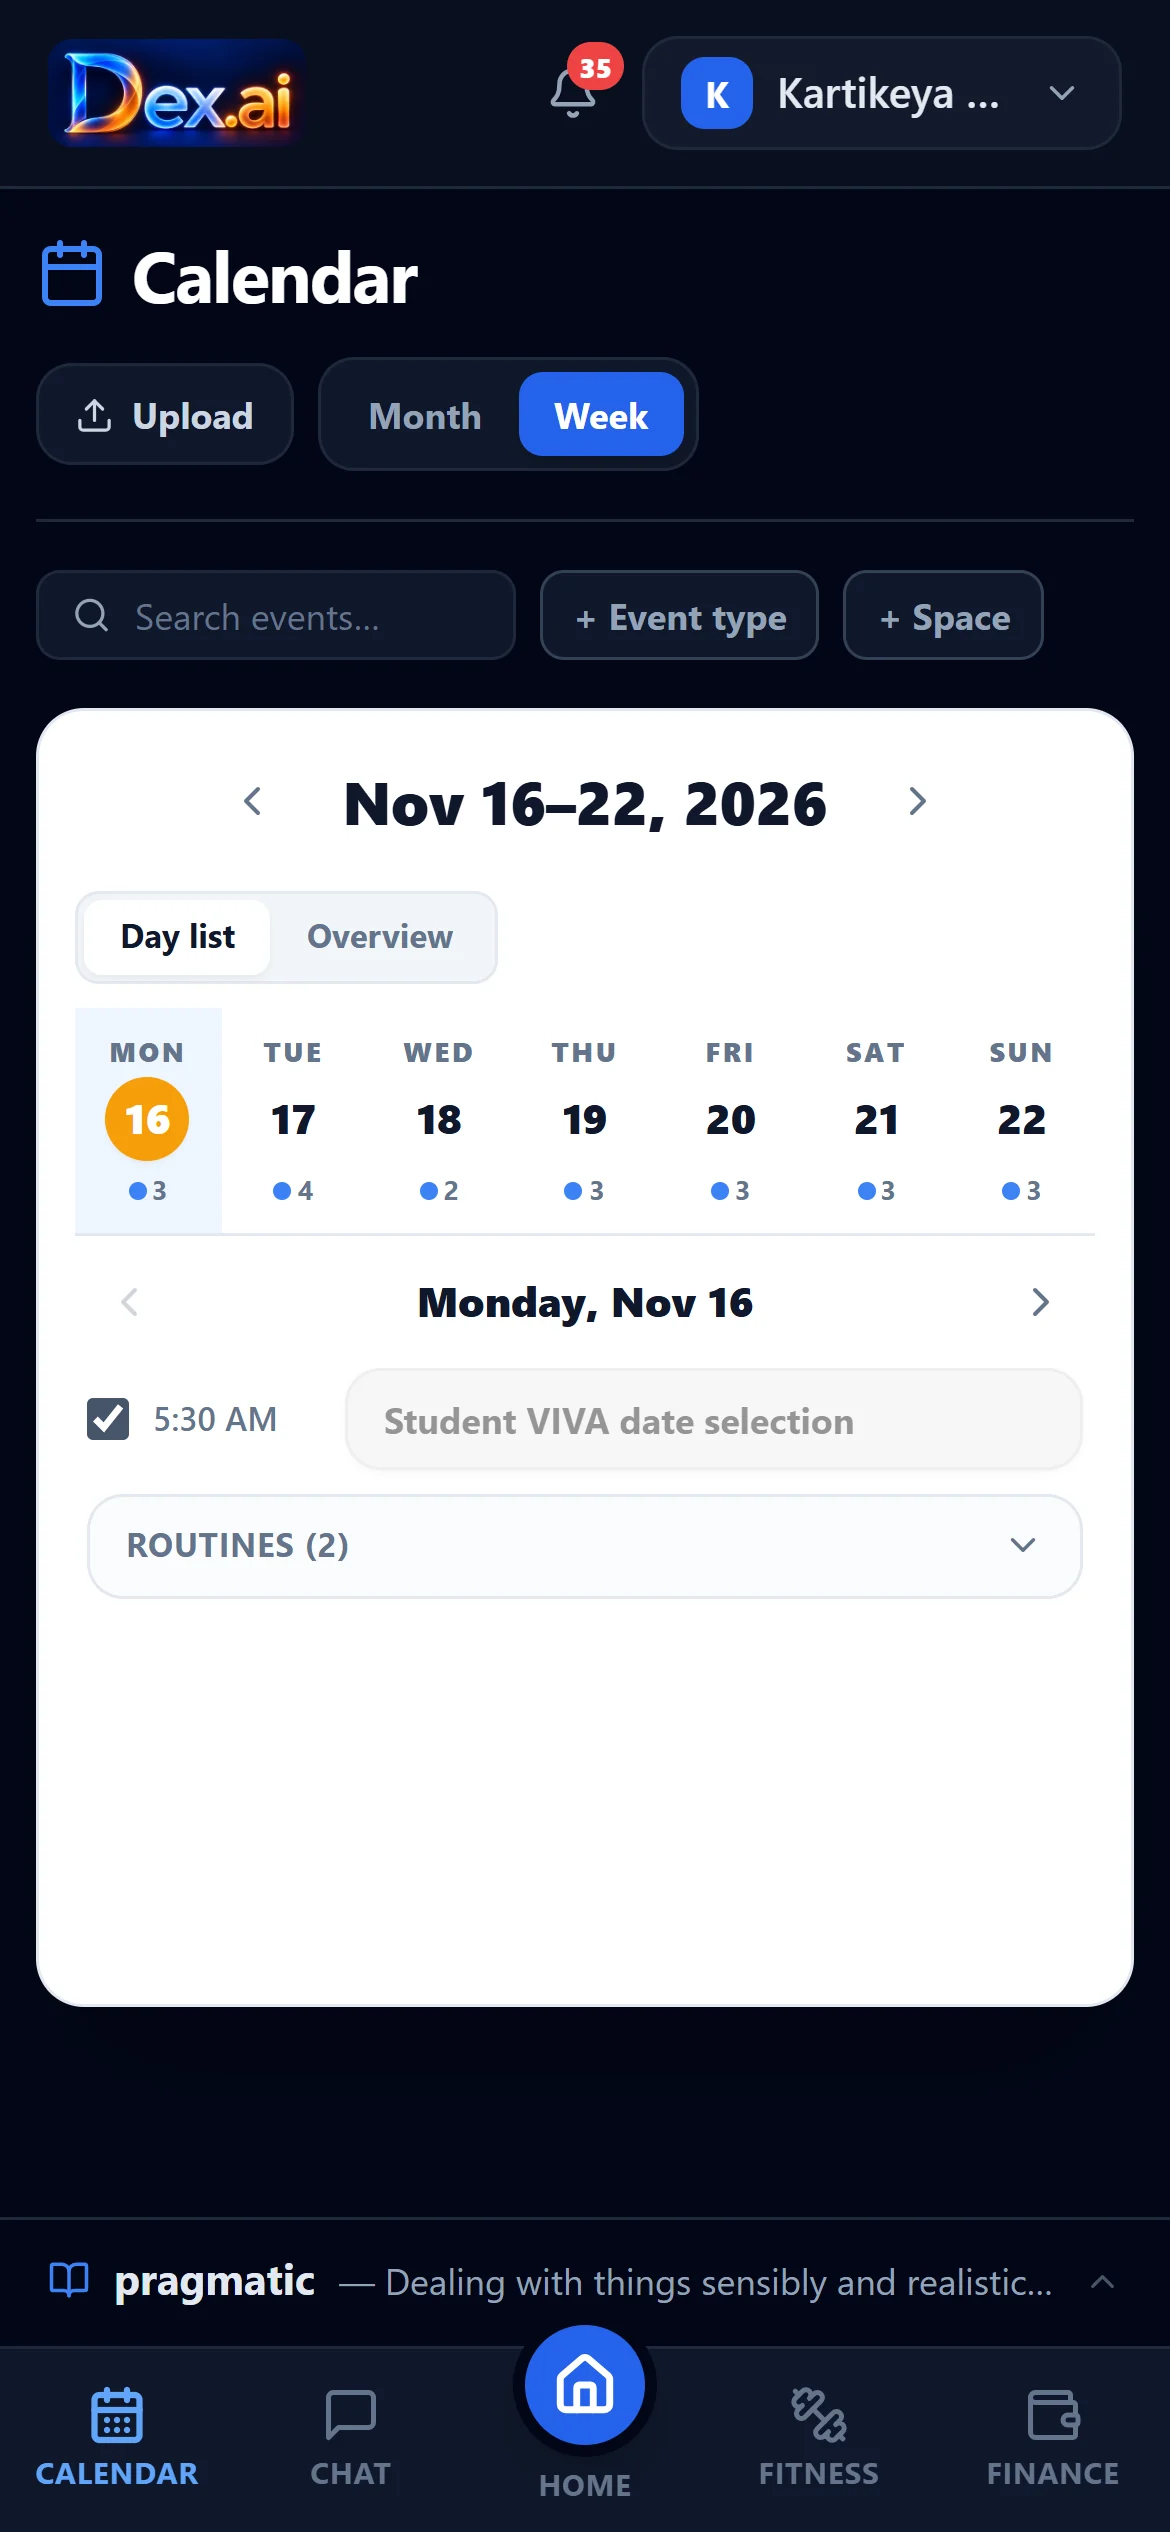 Dex.ai
35
K
Kartikeya ...
Calendar
Upload
Month
Week
Search events...
+ Event type
+ Space
Nov 16–22, 2026
Day list
Overview
MON TUE WED THU FRI SAT SUN
16 17 18 19 20 21 22
3 4 2 3 3 3 3
Monday, Nov 16
5:30 AM
Student VIVA date selection
ROUTINES (2)
pragmatic — Dealing with things sensibly and realistic...
CALENDAR
CHAT
HOME
FITNESS
FINANCE